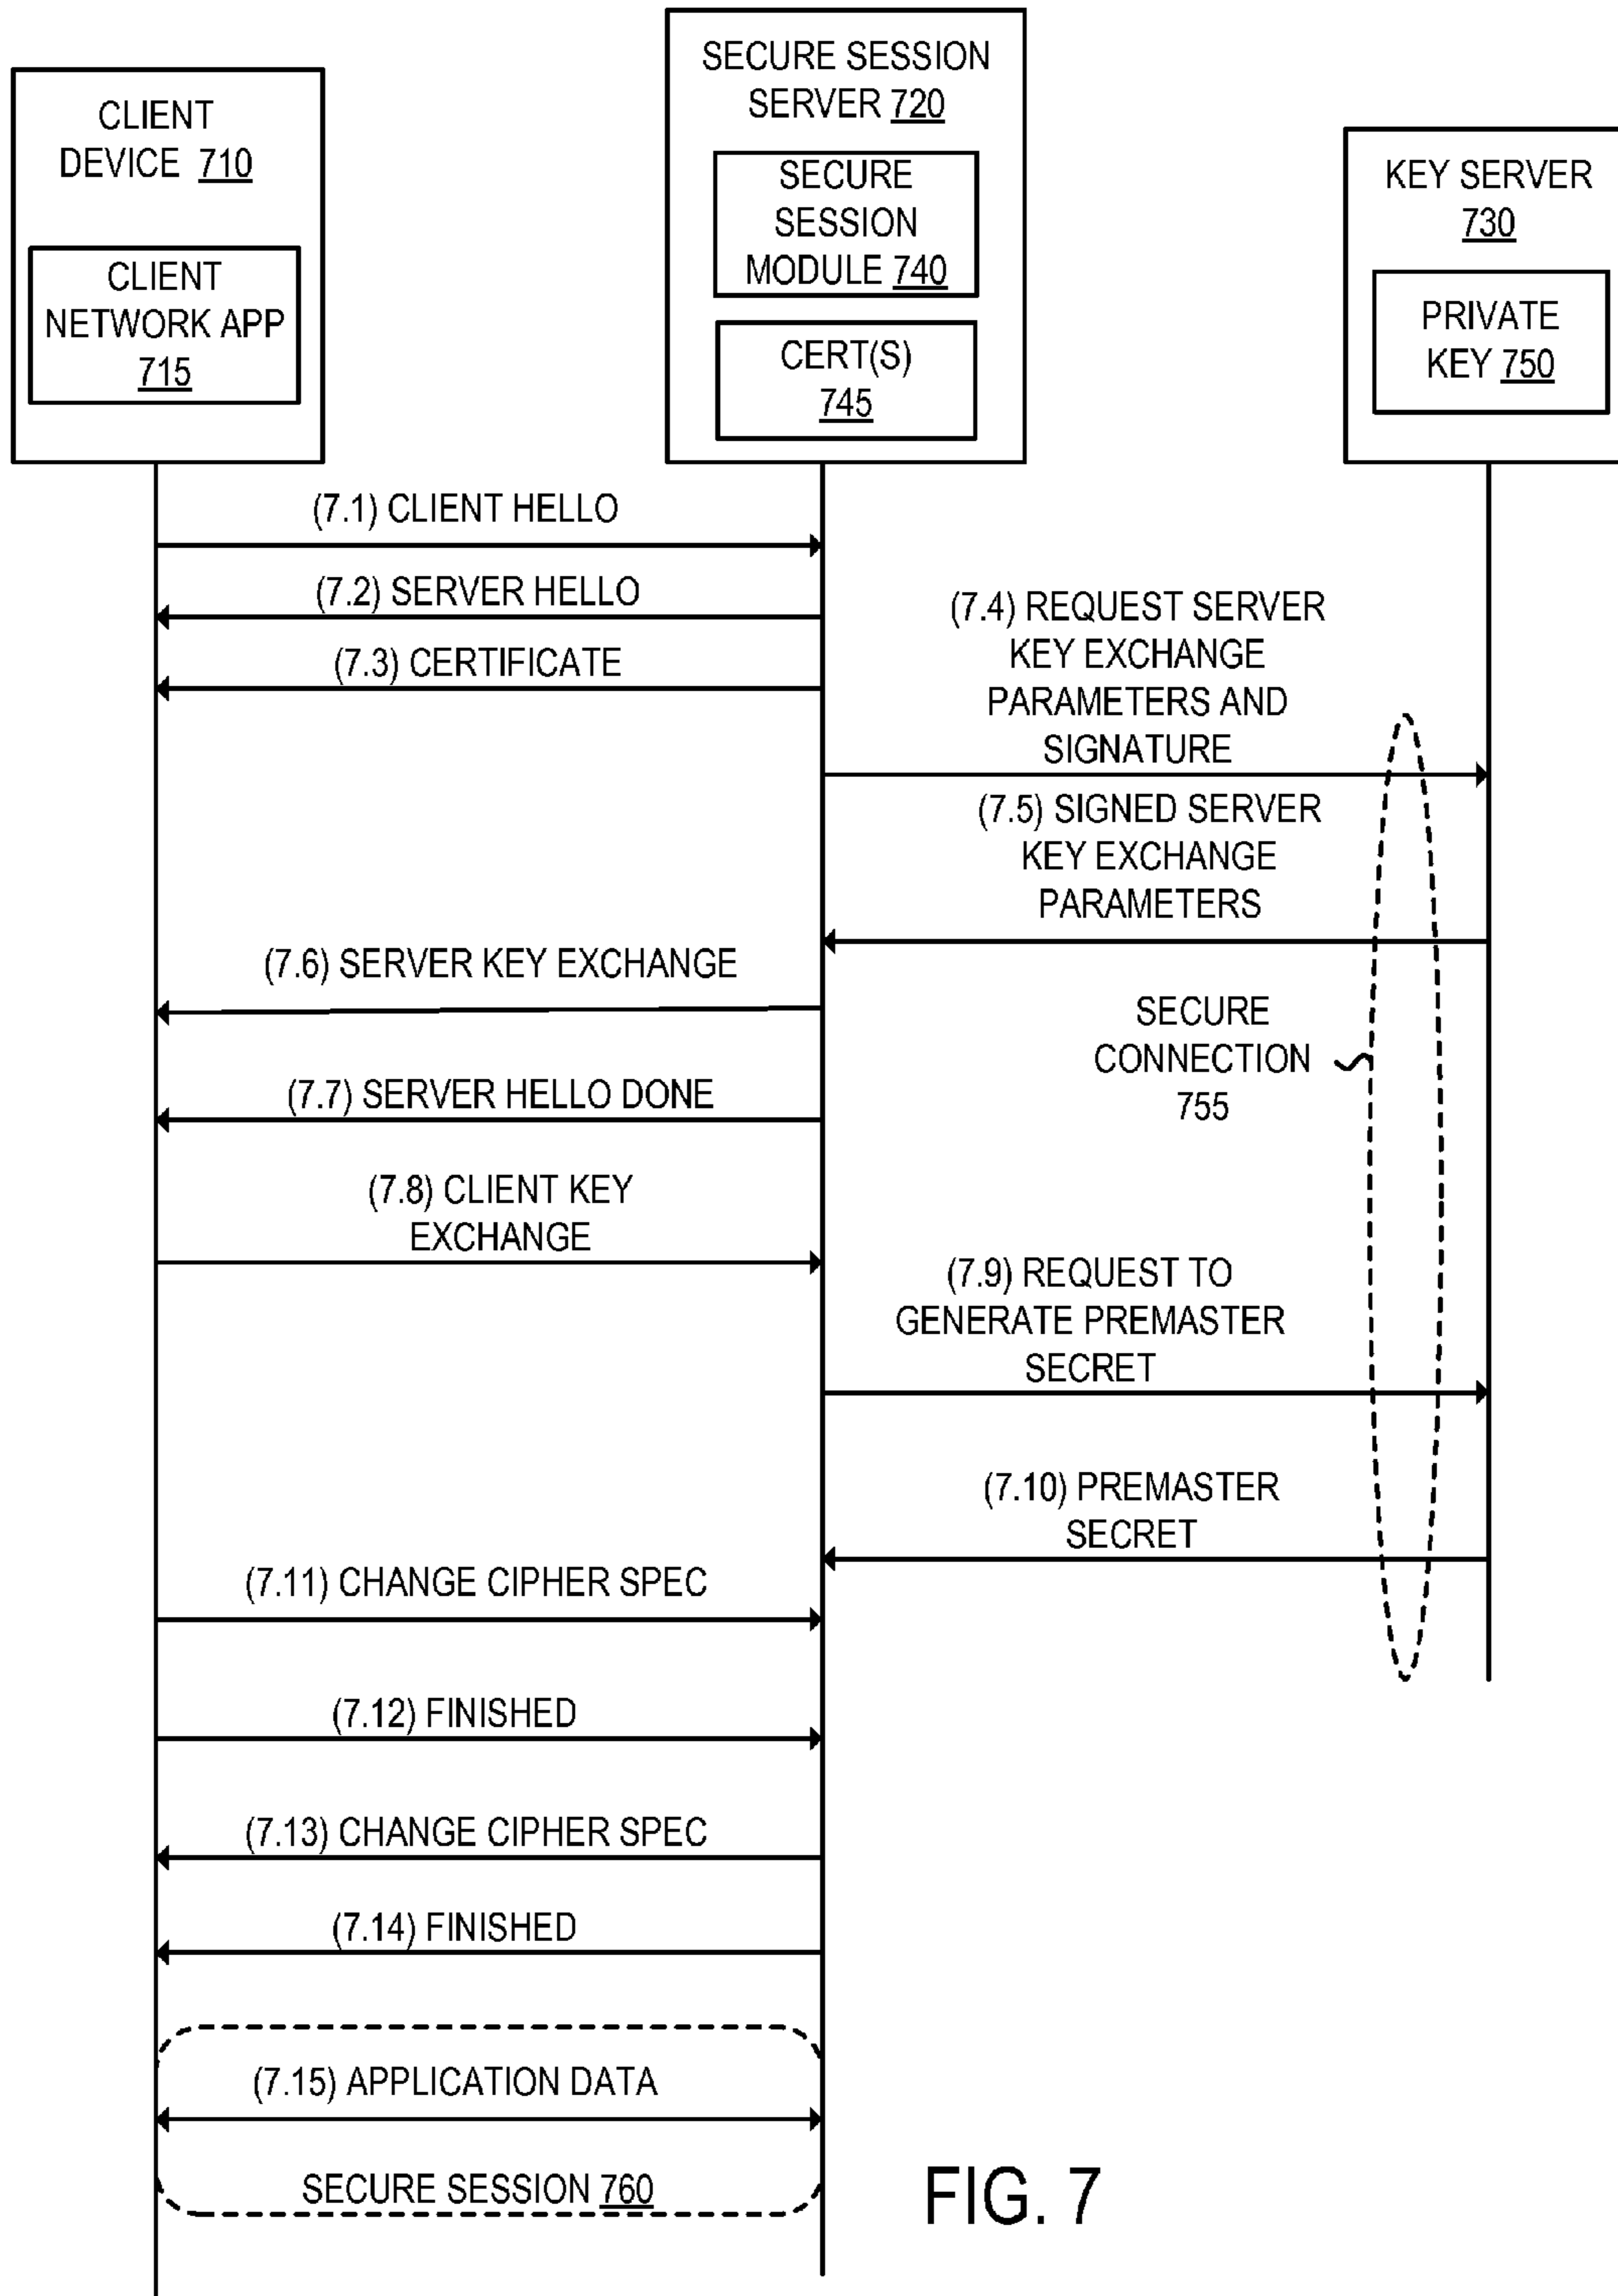 CLIENT
DEVICE 710
CLIENT
NETWORK APP
715
SECURE SESSION
SERVER 720
SECURE
SESSION
MODULE 740
CERT(S)
745
KEY SERVER
730
PRIVATE
KEY 750
(7.1) CLIENT HELLO
(7.2) SERVER HELLO
(7.3) CERTIFICATE
(7.4) REQUEST SERVER
KEY EXCHANGE
PARAMETERS AND
SIGNATURE
(7.5) SIGNED SERVER
KEY EXCHANGE
PARAMETERS
(7.6) SERVER KEY EXCHANGE
SECURE
CONNECTION
755
(7.7) SERVER HELLO DONE
(7.8) CLIENT KEY
EXCHANGE
(7.9) REQUEST TO
GENERATE PREMASTER
SECRET
(7.10) PREMASTER
SECRET
(7.11) CHANGE CIPHER SPEC
(7.12) FINISHED
(7.13) CHANGE CIPHER SPEC
(7.14) FINISHED
(7.15) APPLICATION DATA
SECURE SESSION 760
FIG. 7